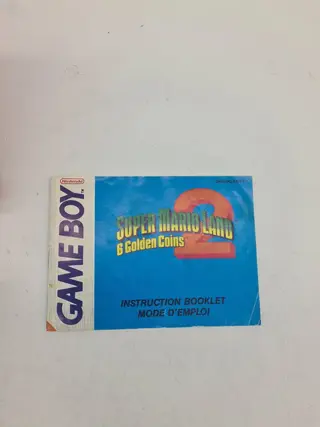 Nintendo
GAME BOY
SUPER MARIO LAND
2
6 Golden Coins
INSTRUCTION BOOKLET
MODE D'EMPLOI